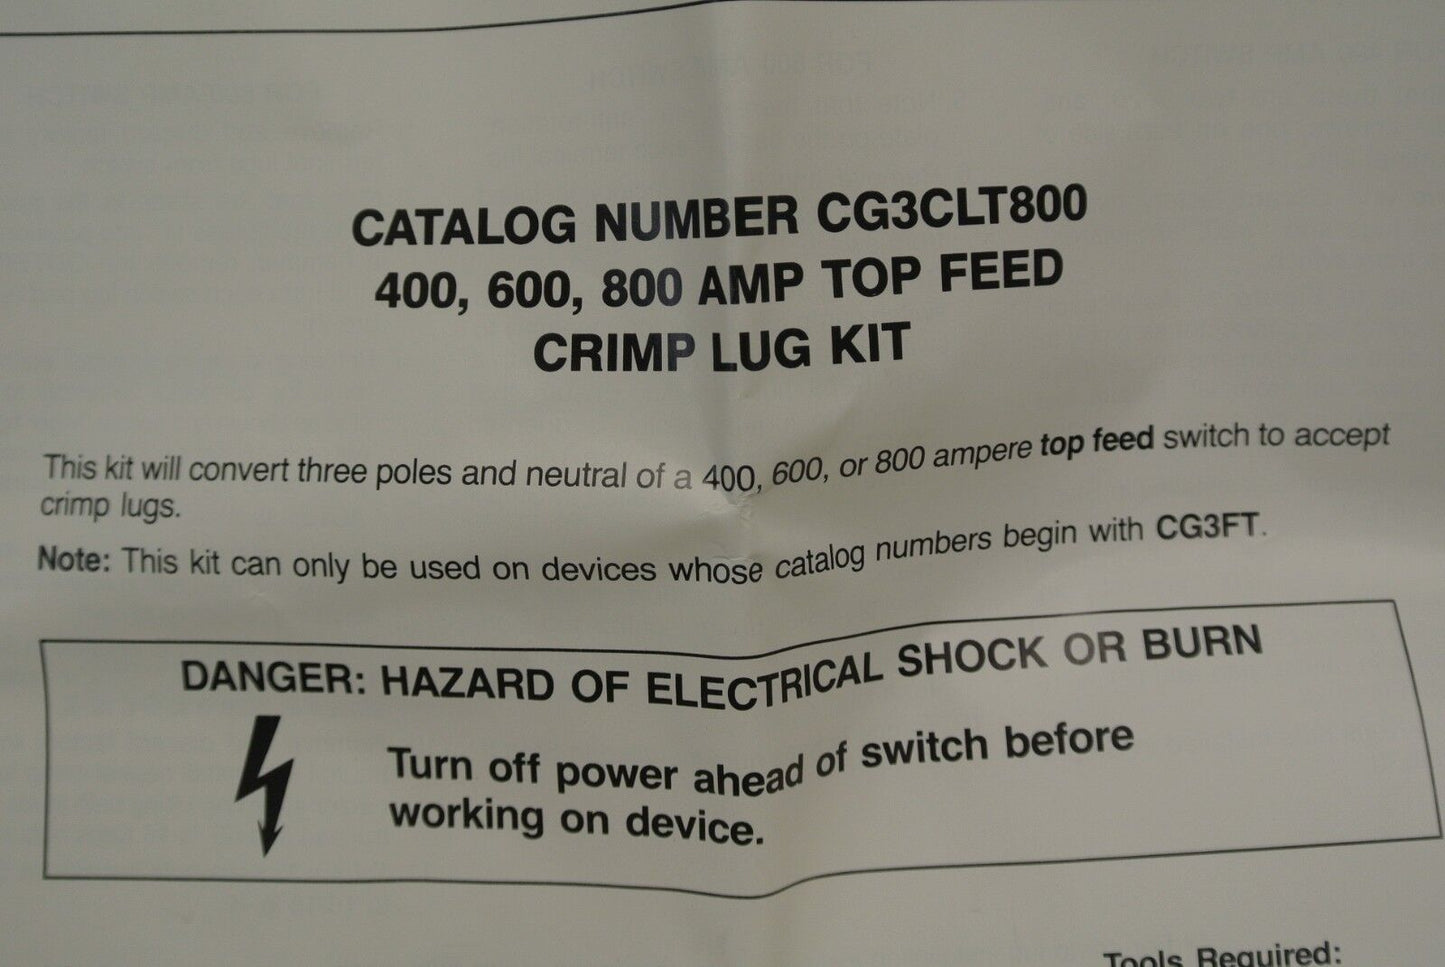 CATALOG NUMBER CG3CLT800
400, 600, 800 AMP TOP FEED
CRIMP LUG KIT
This kit will convert three poles and neutral of a 400, 600, or 800 ampere top feed switch to accept
crimp lugs.
Note: This kit can only be used on devices whose catalog numbers begin with CG3FT.
DANGER: HAZARD OF ELECTRICAL SHOCK OR BURN
Turn off power ahead of switch before
working on device.
Tools Required: